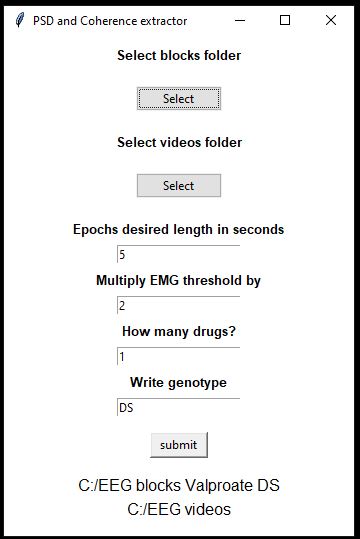 PSD and Coherence extractor
Select blocks folder
Select
Select videos folder
Select
Epochs desired length in seconds
5
Multiply EMG threshold by
2
How many drugs?
1
Write genotype
DS
submit
C:/EEG blocks Valproate DS
C:/EEG videos